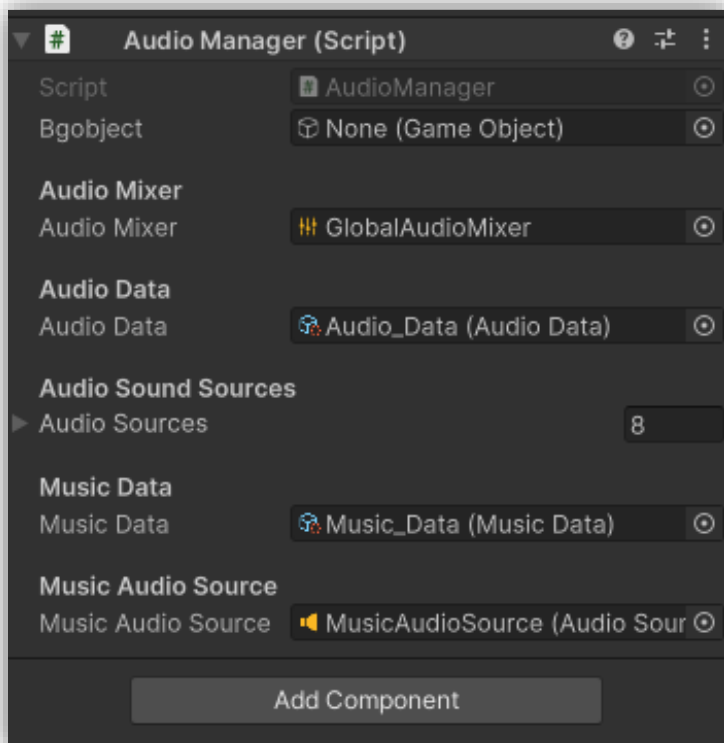 # Audio Manager (Script)
Script # AudioManager
Bgobject None (Game Object)
Audio Mixer
Audio Mixer GlobalAudioMixer
Audio Data
Audio Data Audio_Data (Audio Data)
Audio Sound Sources
Audio Sources 8
Music Data
Music Data Music_Data (Music Data)
Music Audio Source
Music Audio Source MusicAudioSource (Audio Sour
Add Component